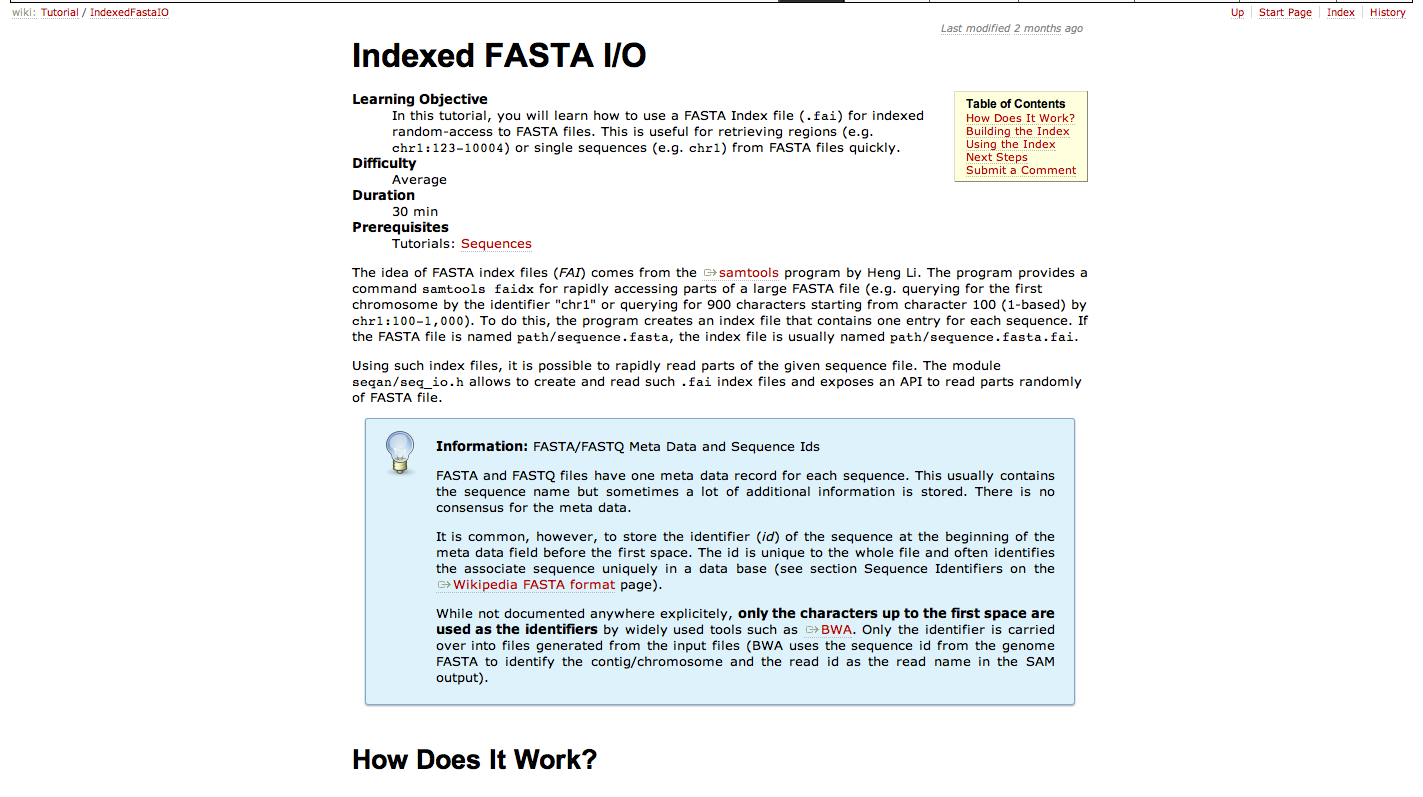 wiki: Tutorial / IndexedFastaIO
Up Start Page Index History
Last modified 2 months ago
Indexed FASTA I/O
Learning Objective
In this tutorial, you will learn how to use a FASTA Index file (.fai) for indexed
random-access to FASTA files. This is useful for retrieving regions (e.g.
chr1:123-10004) or single sequences (e.g. chr1) from FASTA files quickly.
Difficulty
Average
Duration
30 min
Prerequisites
Tutorials: Sequences
Table of Contents
How Does It Work?
Building the Index
Using the Index
Next Steps
Submit a Comment
The idea of FASTA index files (FAI) comes from the samtools program by Heng Li. The program provides a
command samtools faidx for rapidly accessing parts of a large FASTA file (e.g. querying for the first
chromosome by the identifier "chr1" or querying for 900 characters starting from character 100 (1-based) by
chr1:100-1,000). To do this, the program creates an index file that contains one entry for each sequence. If
the FASTA file is named path/sequence.fasta, the index file is usually named path/sequence.fasta.fai.
Using such index files, it is possible to rapidly read parts of the given sequence file. The module
seqan/seq_io.h allows to create and read such .fai index files and exposes an API to read parts randomly
of FASTA file.
Information: FASTA/FASTQ Meta Data and Sequence Ids
FASTA and FASTQ files have one meta data record for each sequence. This usually contains
the sequence name but sometimes a lot of additional information is stored. There is no
consensus for the meta data.
It is common, however, to store the identifier (id) of the sequence at the beginning of the
meta data field before the first space. The id is unique to the whole file and often identifies
the associate sequence uniquely in a data base (see section Sequence Identifiers on the
Wikipedia FASTA format page).
While not documented anywhere explicitely, only the characters up to the first space are
used as the identifiers by widely used tools such as BWA. Only the identifier is carried
over into files generated from the input files (BWA uses the sequence id from the genome
FASTA to identify the contig/chromosome and the read id as the read name in the SAM
output).
How Does It Work?